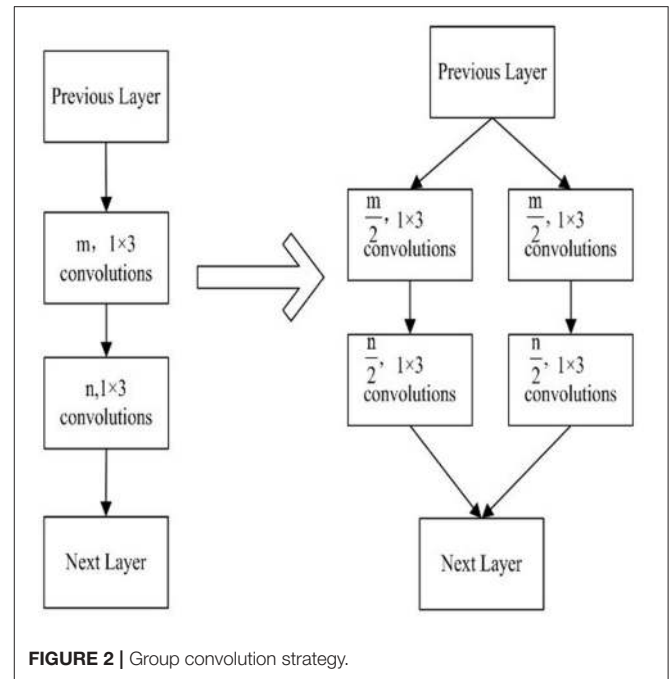 Previous Layer
m, 1×3
convolutions
n,1×3
convolutions
Next Layer
Previous Layer
m/2, 1×3
convolutions
m/2, 1×3
convolutions
n/2, 1×3
convolutions
n/2, 1×3
convolutions
Next Layer
FIGURE 2 | Group convolution strategy.